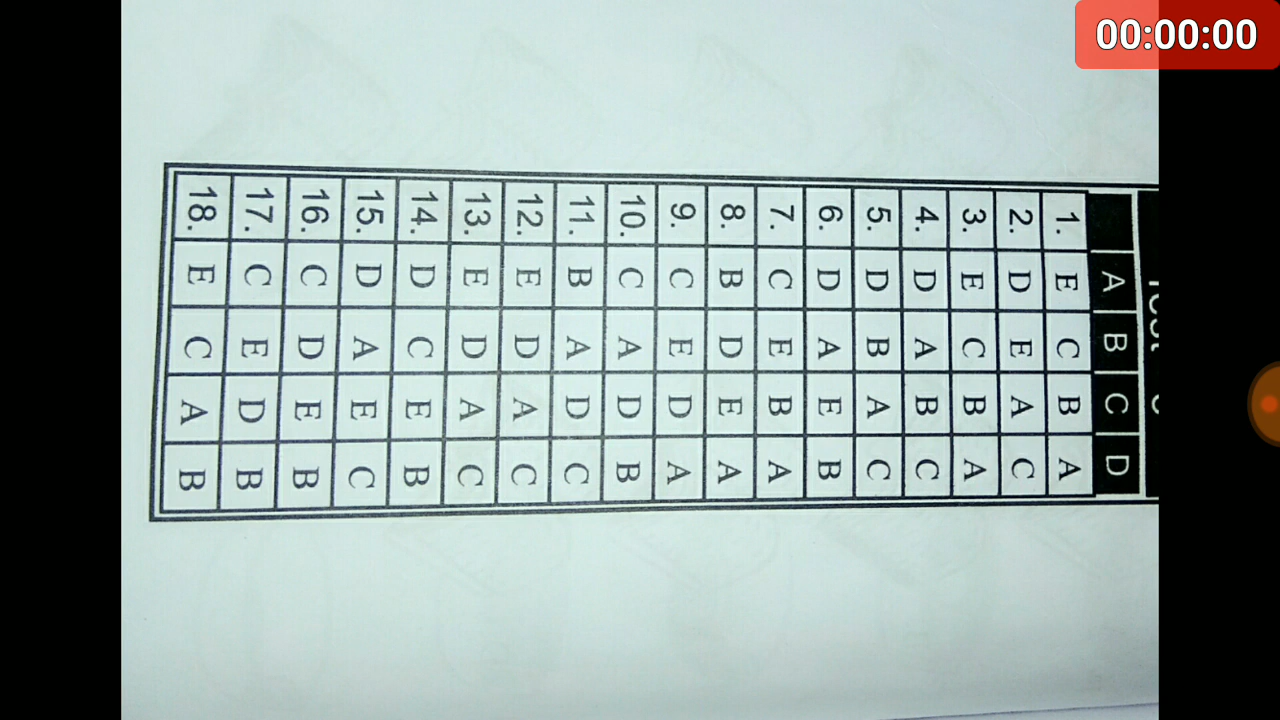 00:00:00
A B C D
1. E C B A
2. D E A C
3. E C B A
4. D A B C
5. D B A C
6. D A E B
7. C E B A
8. B D E A
9. C E D A
10. C A D B
11. B A D C
12. E D A C
13. E D A C
14. D C E B
15. D A E C
16. C D E B
17. C E D B
18. E C A B